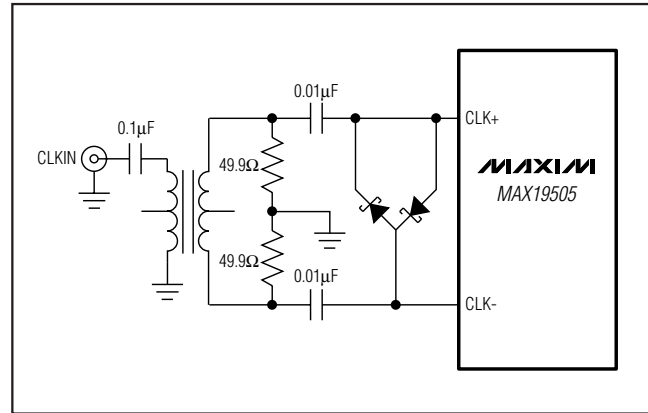 0.01μF
0.1μF
CLK+
CLKIN
49.9Ω
MAXIM
MAX19505
49.9Ω
0.01μF
CLK-